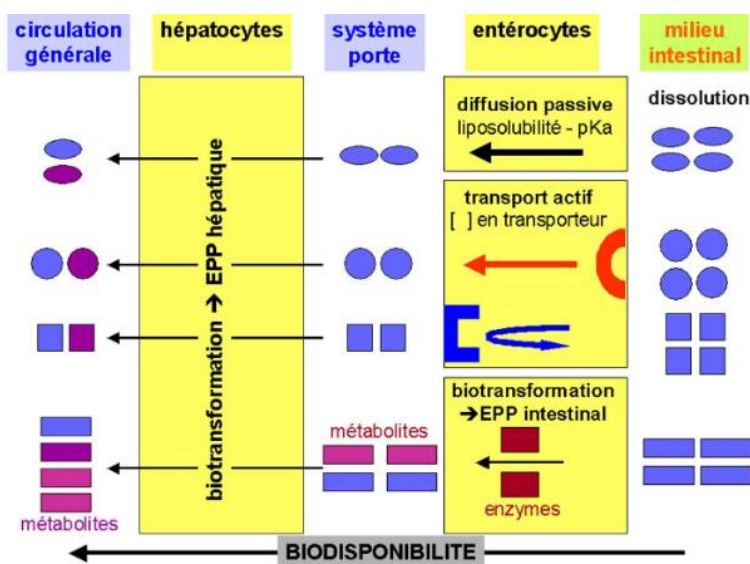 circulation
générale
hépatocytes
système
porte
entérocytes
milieu
intestinal
diffusion passive
liposolubilité - pKa
dissolution
transport actif
[ ] en transporteur
biotransformation ➔ EPP hépatique
biotransformation
➔EPP intestinal
métabolites
enzymes
métabolites
BIODISPONIBILITE